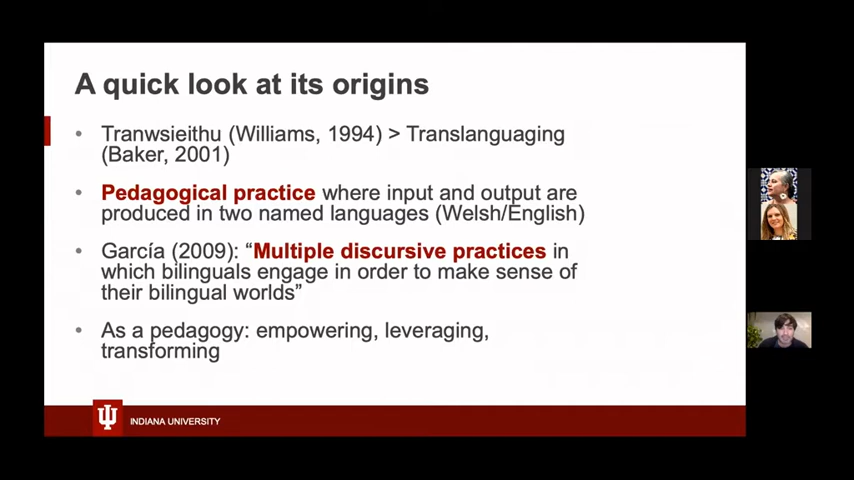 A quick look at its origins
• Tranwsieithu (Williams, 1994) > Translanguaging
(Baker, 2001)
• Pedagogical practice where input and output are
produced in two named languages (Welsh/English)
• García (2009): “Multiple discursive practices in
which bilinguals engage in order to make sense of
their bilingual worlds”
• As a pedagogy: empowering, leveraging,
transforming
INDIANA UNIVERSITY